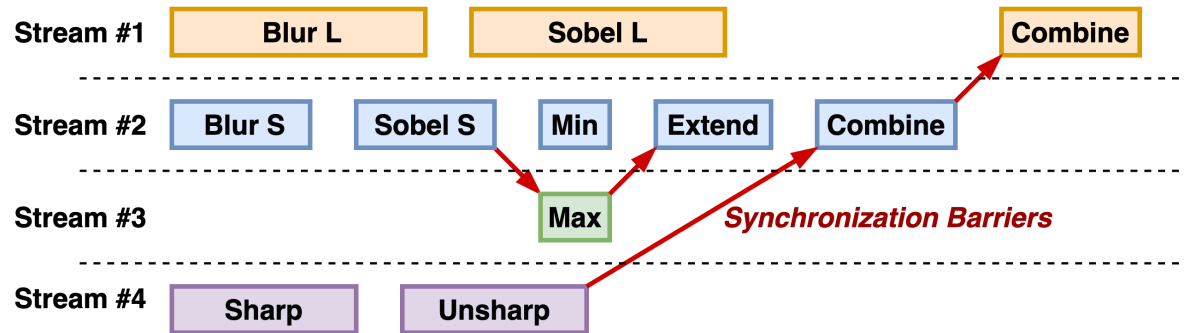 Stream #1 Blur L Sobel L Combine
Stream #2 Blur S Sobel S Min Extend Combine
Stream #3 Max Synchronization Barriers
Stream #4 Sharp Unsharp